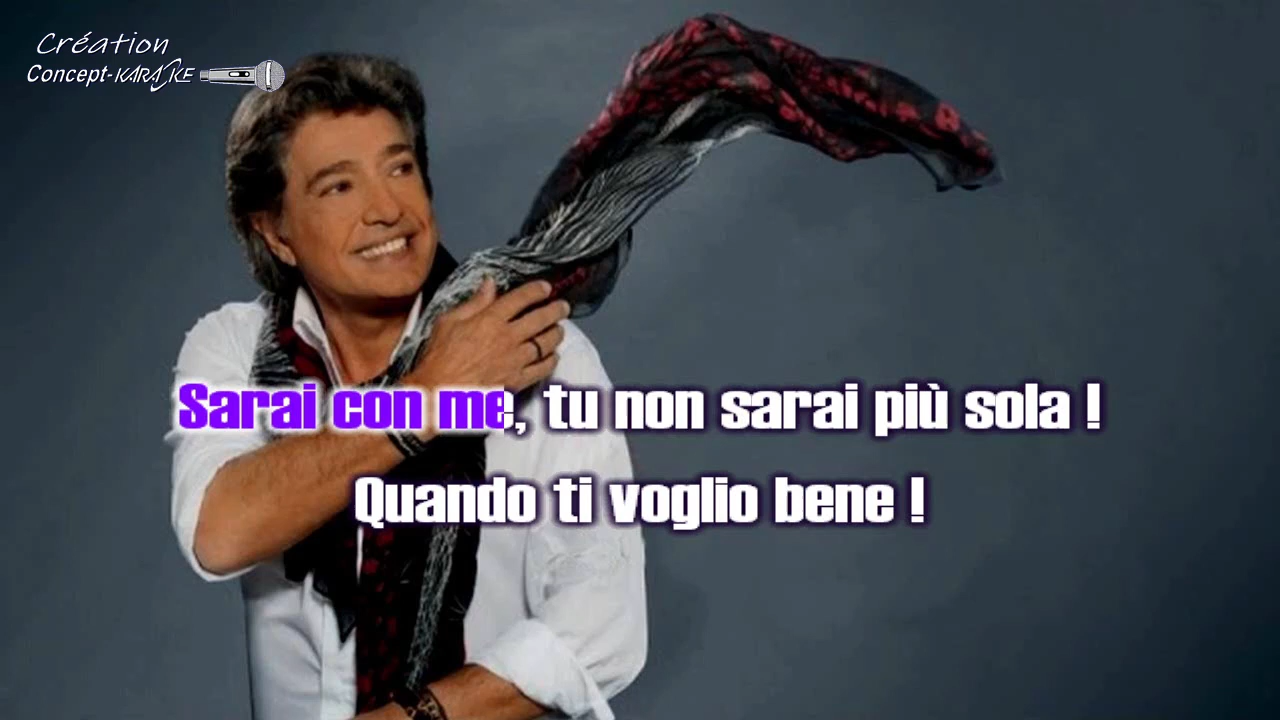 Création
Concept-KARAOKE
Sarai con me, tu non sarai più sola !
Quando ti voglio bene !